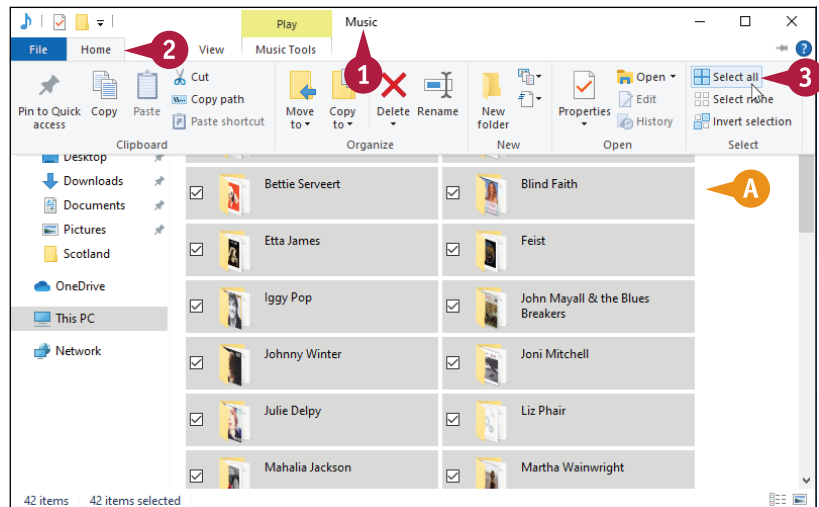 Play Music
File Home 2 View Music Tools
1
Pin to Quick access
Copy
Paste
Cut
Copy path
Paste shortcut
Move to
Copy to
Delete
Rename
New folder
Properties
Open
Edit
History
Select all 3
Select none
Invert selection
Clipboard Organize New Open Select
Desktop
Downloads
Documents
Pictures
Scotland
OneDrive
This PC
Network
Bettie Serveert Blind Faith A
Etta James Feist
Iggy Pop John Mayall & the Blues
Breakers
Johnny Winter Joni Mitchell
Julie Delpy Liz Phair
Mahalia Jackson Martha Wainwright
42 items 42 items selected